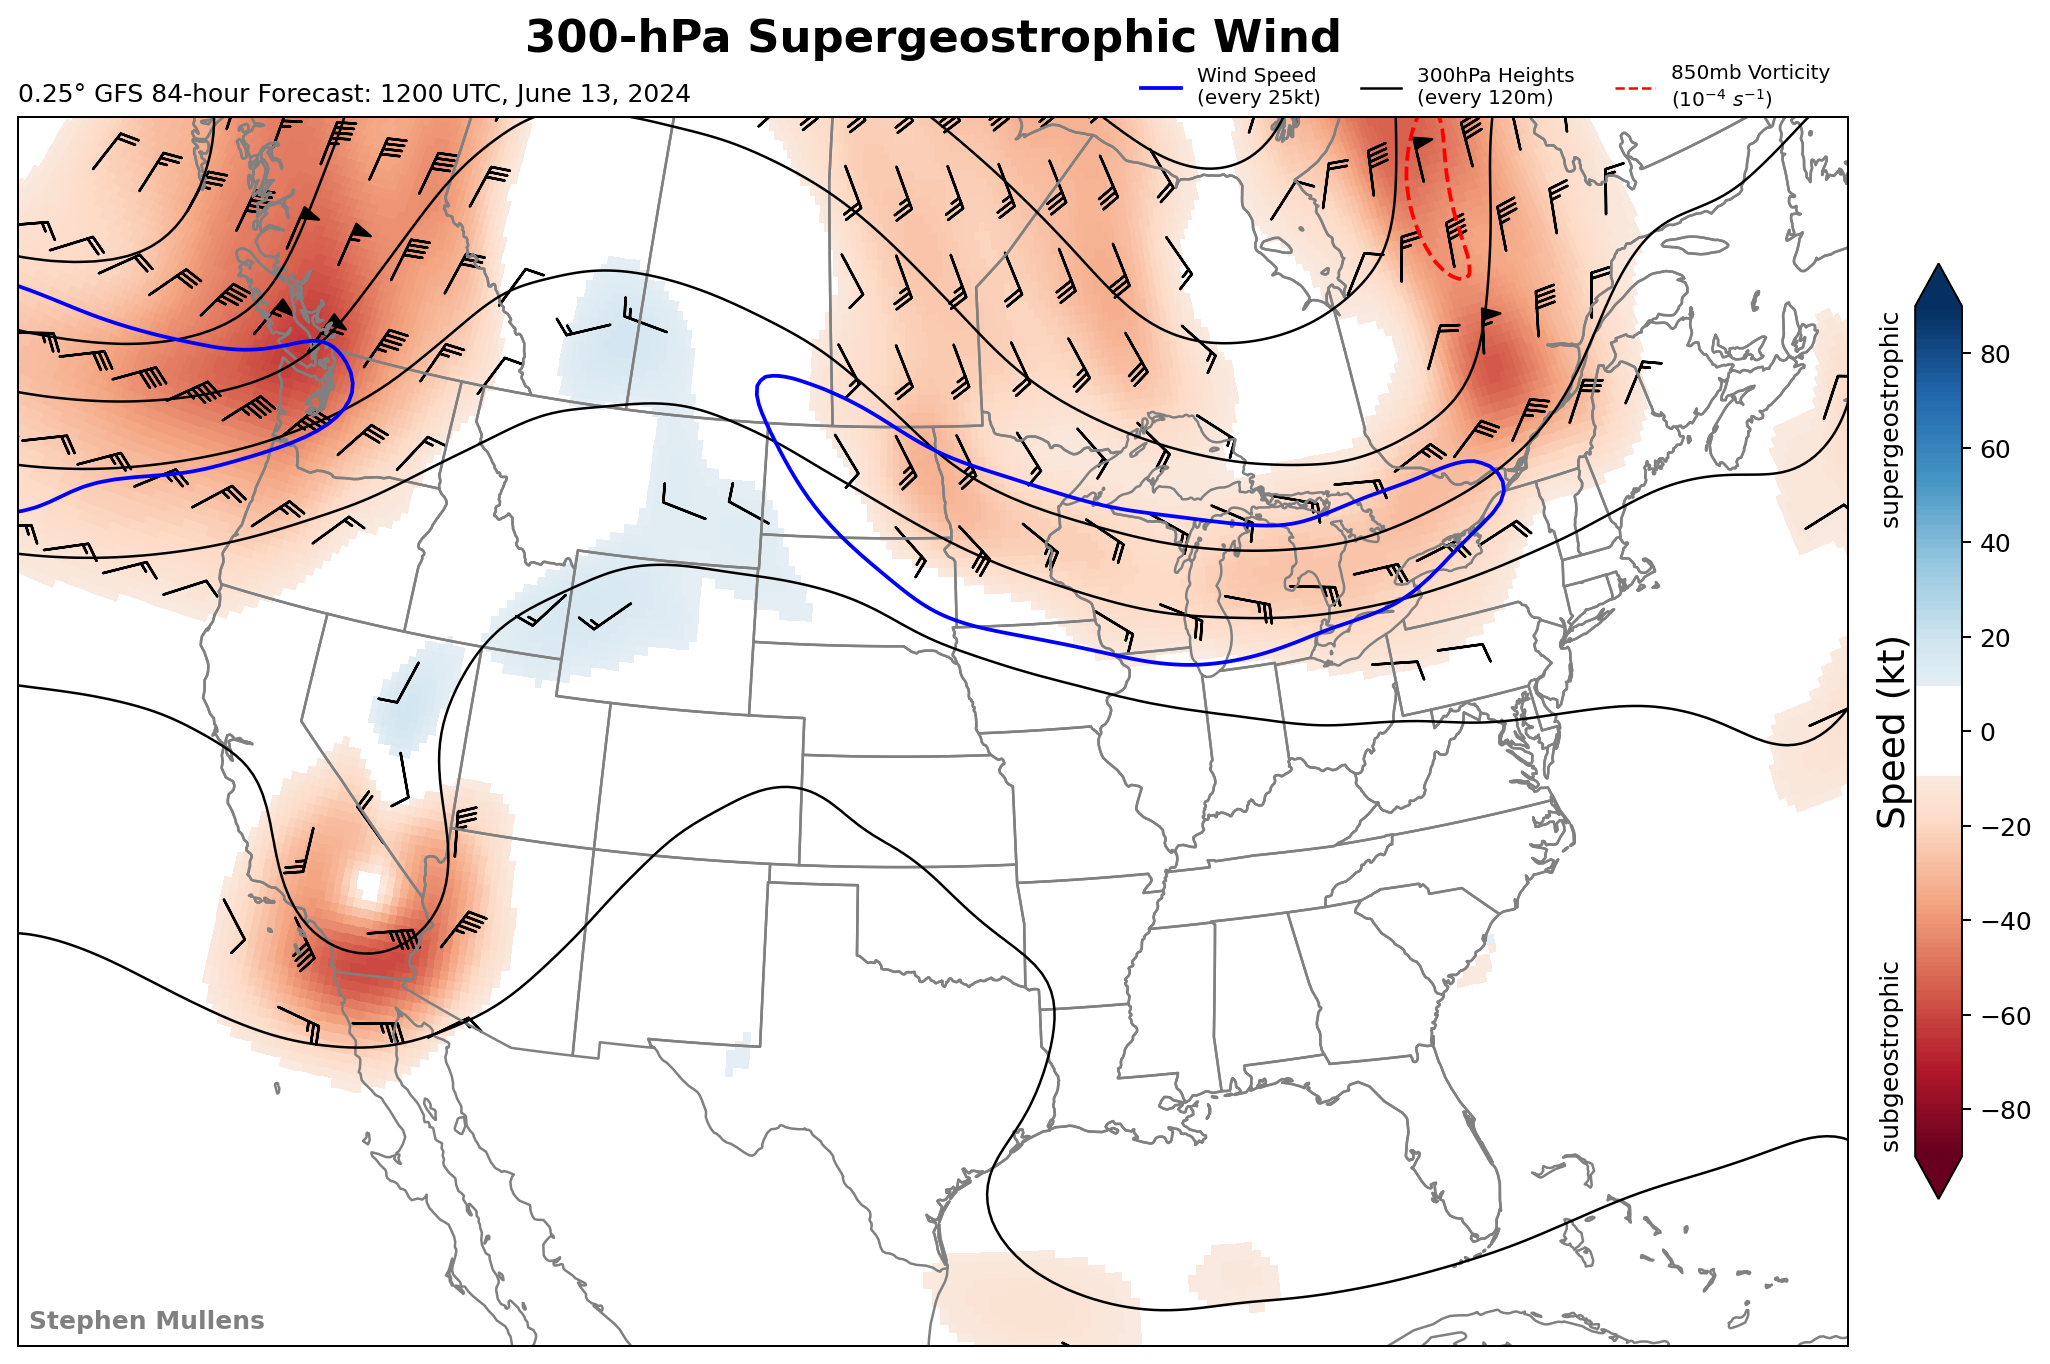 300-hPa Supergeostrophic Wind
0.25° GFS 84-hour Forecast: 1200 UTC, June 13, 2024
Wind Speed
(every 25kt)
300hPa Heights
(every 120m)
850mb Vorticity
(10⁻⁴ s⁻¹)
supergeostrophic
Speed (kt)
subgeostrophic
80
60
40
20
0
−20
−40
−60
−80
Stephen Mullens